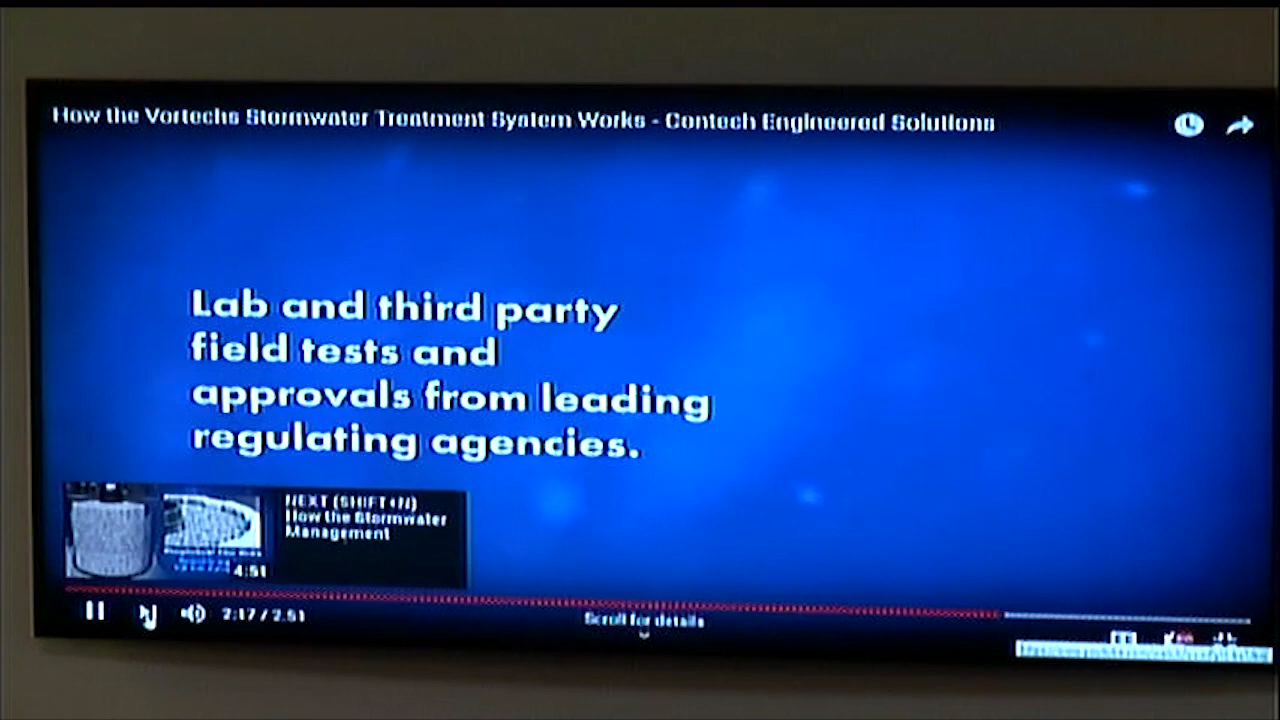 How the Vortechs Stormwater Treatment System Works - Contech Engineered Solutions
Lab and third party
field tests and
approvals from leading
regulating agencies.
NEXT (SHIFT+N)
How the Stormwater
Management
4:51
2:17 / 2:51
Scroll for details